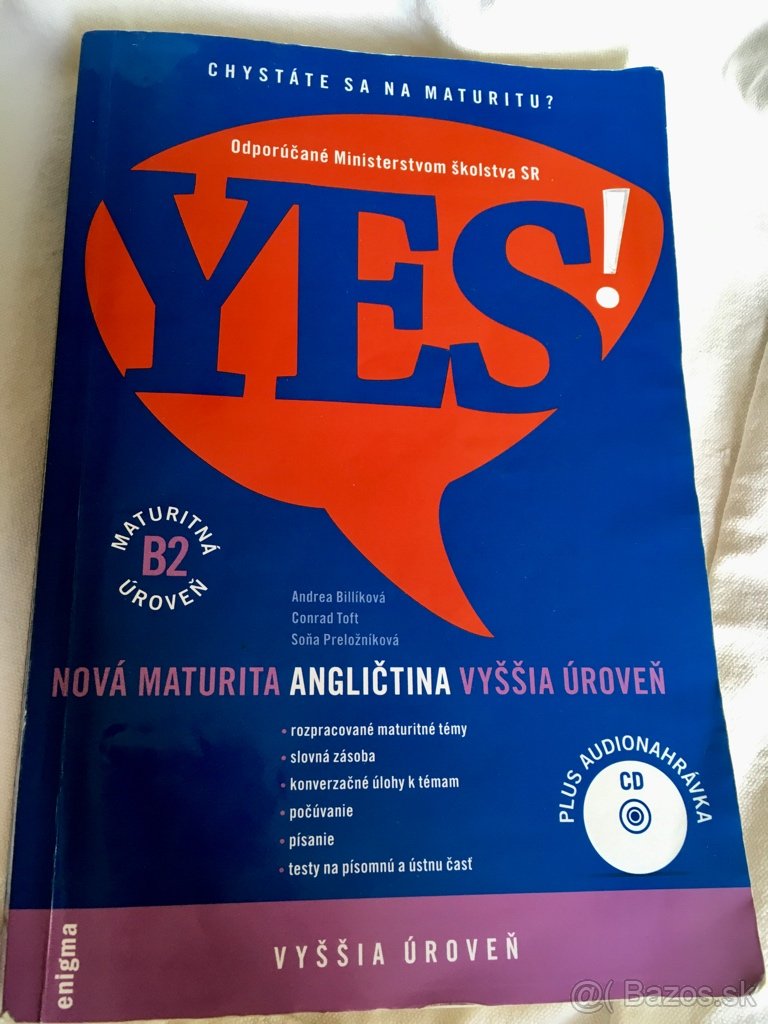 CHYSTÁTE SA NA MATURITU?
Odporúčané Ministerstvom školstva SR
YES!
MATURITNÁ
B2
ÚROVEŇ
Andrea Billíková
Conrad Toft
Soňa Preložníková
NOVÁ MATURITA ANGLIČTINA VYŠŠIA ÚROVEŇ
• rozpracované maturitné témy
• slovná zásoba
• konverzačné úlohy k témam
• počúvanie
• písanie
• testy na písomnú a ústnu časť
PLUS AUDIONAHRÁVKA
CD
enigma
VYŠŠIA ÚROVEŇ
@( Bazos.sk